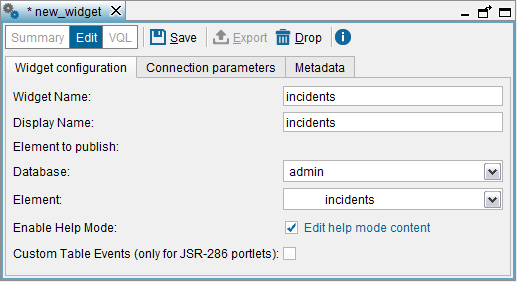 * new_widget
Summary Edit VQL Save Export Drop
Widget configuration Connection parameters Metadata
Widget Name: incidents
Display Name: incidents
Element to publish:
Database: admin
Element: incidents
Enable Help Mode: Edit help mode content
Custom Table Events (only for JSR-286 portlets):